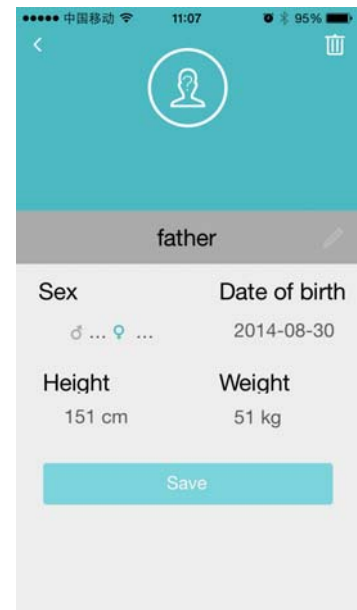 中国移动 11:07 95%
father
Sex Date of birth
♂ ... ♀ ... 2014-08-30
Height Weight
151 cm 51 kg
Save